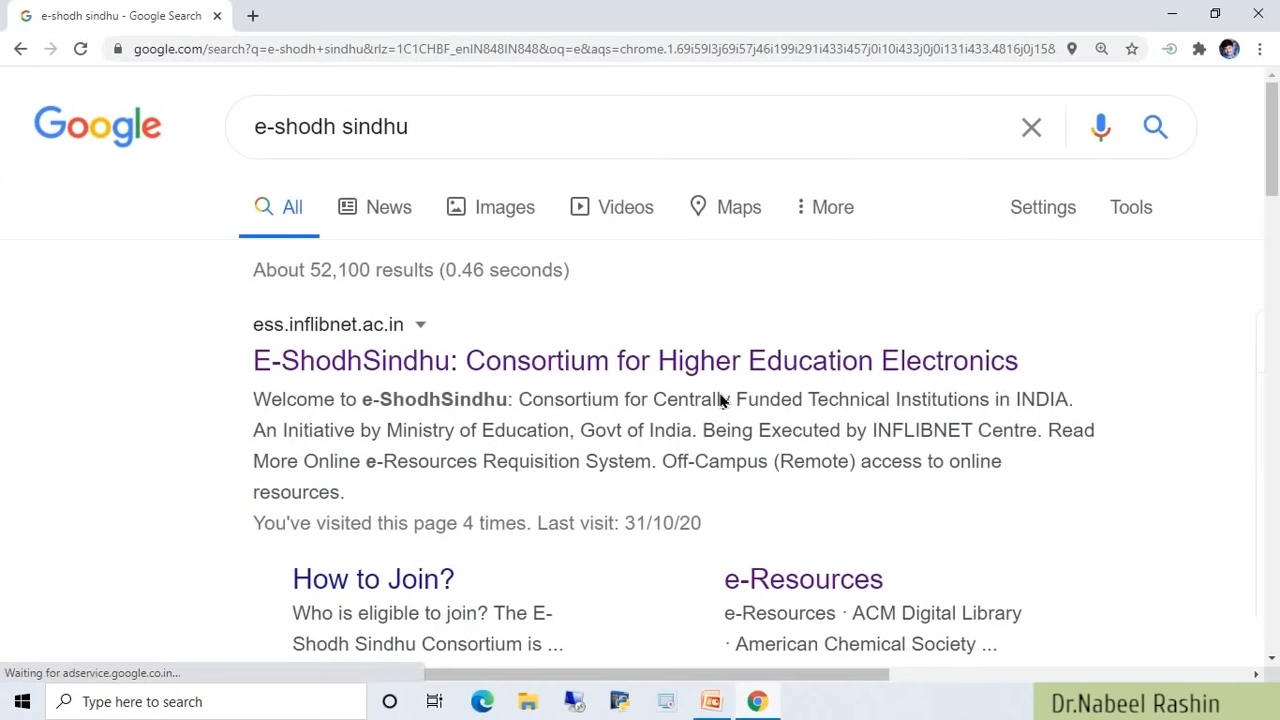 e-shodh sindhu - Google Search
google.com/search?q=e-shodh+sindhu&rlz=1C1CHBF_enIN848IN848&oq=e&aqs=chrome.1.69i59l3j69i57j46i199i291i433i457j0i10i433j0j0i131i433.4816j0j15&
Google
e-shodh sindhu
All News Images Videos Maps More Settings Tools
About 52,100 results (0.46 seconds)
ess.inflibnet.ac.in
E-ShodhSindhu: Consortium for Higher Education Electronics
Welcome to e-ShodhSindhu: Consortium for Centrally Funded Technical Institutions in INDIA.
An Initiative by Ministry of Education, Govt of India. Being Executed by INFLIBNET Centre. Read
More Online e-Resources Requisition System. Off-Campus (Remote) access to online
resources.
You've visited this page 4 times. Last visit: 31/10/20
How to Join?
Who is eligible to join? The E-
Shodh Sindhu Consortium is ...
e-Resources
e-Resources · ACM Digital Library
· American Chemical Society ...
Waiting for adservice.google.co.in...
Type here to search
Dr.Nabeel Rashin